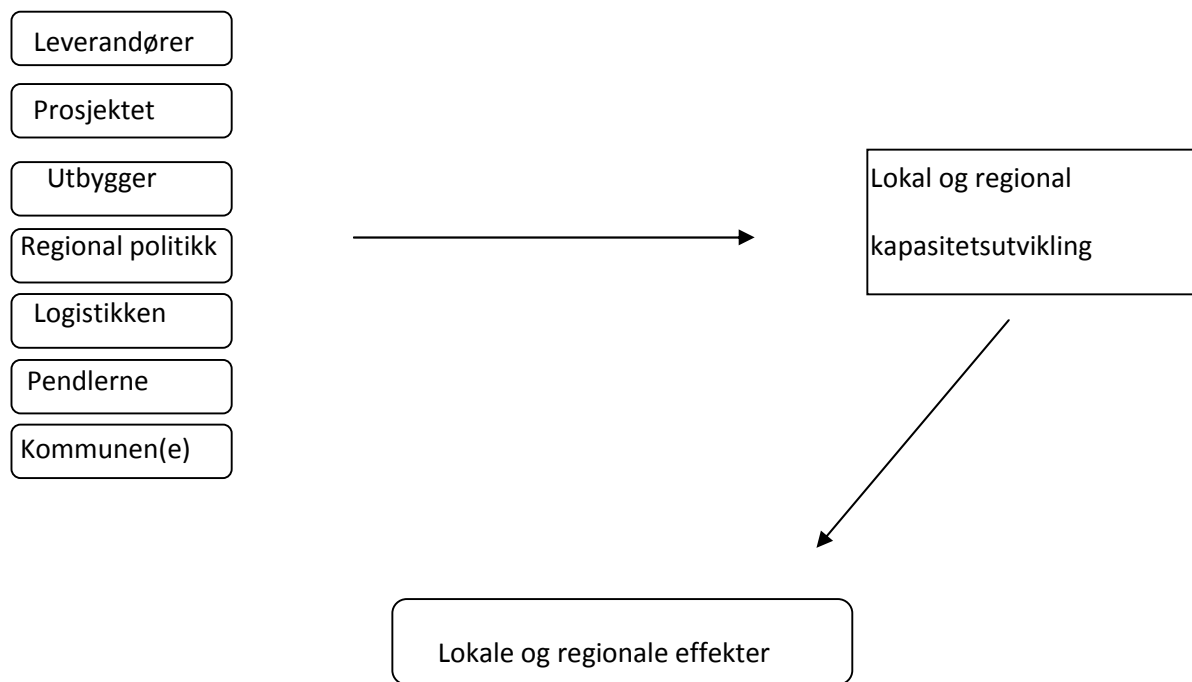 Leverandører
Prosjektet
Utbygger
Regional politikk
Logistikken
Pendlerne
Kommunen(e)
Lokal og regional
kapasitetsutvikling
Lokale og regionale effekter